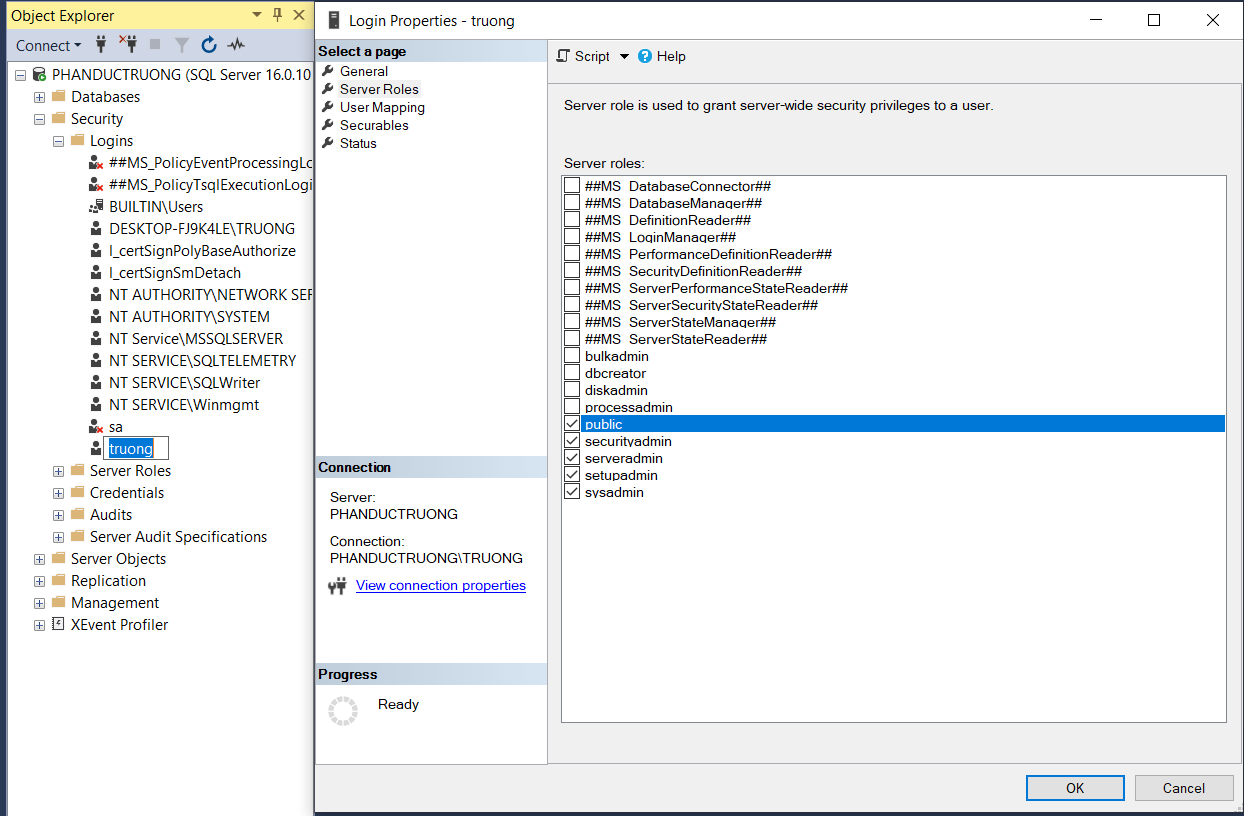 Object Explorer
Connect
PHANDUCTRUONG (SQL Server 16.0.10
Databases
Security
Logins
##MS_PolicyEventProcessingLo
##MS_PolicyTsqlExecutionLogi
BUILTIN\Users
DESKTOP-FJ9K4LE\TRUONG
l_certSignPolyBaseAuthorize
l_certSignSmDetach
NT AUTHORITY\NETWORK SER
NT AUTHORITY\SYSTEM
NT Service\MSSQLSERVER
NT SERVICE\SQLTELEMETRY
NT SERVICE\SQLWriter
NT SERVICE\Winmgmt
sa
truong
Server Roles
Credentials
Audits
Server Audit Specifications
Server Objects
Replication
Management
XEvent Profiler
Login Properties - truong
Select a page
General
Server Roles
User Mapping
Securables
Status
Connection
Server:
PHANDUCTRUONG
Connection:
PHANDUCTRUONG\TRUONG
View connection properties
Progress
Ready
Script
Help
Server role is used to grant server-wide security privileges to a user.
Server roles:
##MS_DatabaseConnector##
##MS_DatabaseManager##
##MS_DefinitionReader##
##MS_LoginManager##
##MS_PerformanceDefinitionReader##
##MS_SecurityDefinitionReader##
##MS_ServerPerformanceStateReader##
##MS_ServerSecurityStateReader##
##MS_ServerStateManager##
##MS_ServerStateReader##
bulkadmin
dbcreator
diskadmin
processadmin
public
securityadmin
serveradmin
setupadmin
sysadmin
OK
Cancel